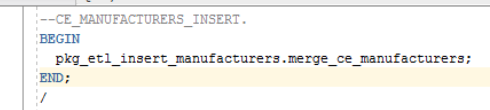 --CE_MANUFACTURERS_INSERT.
BEGIN
pkg_etl_insert_manufacturers.merge_ce_manufacturers;
END;
/